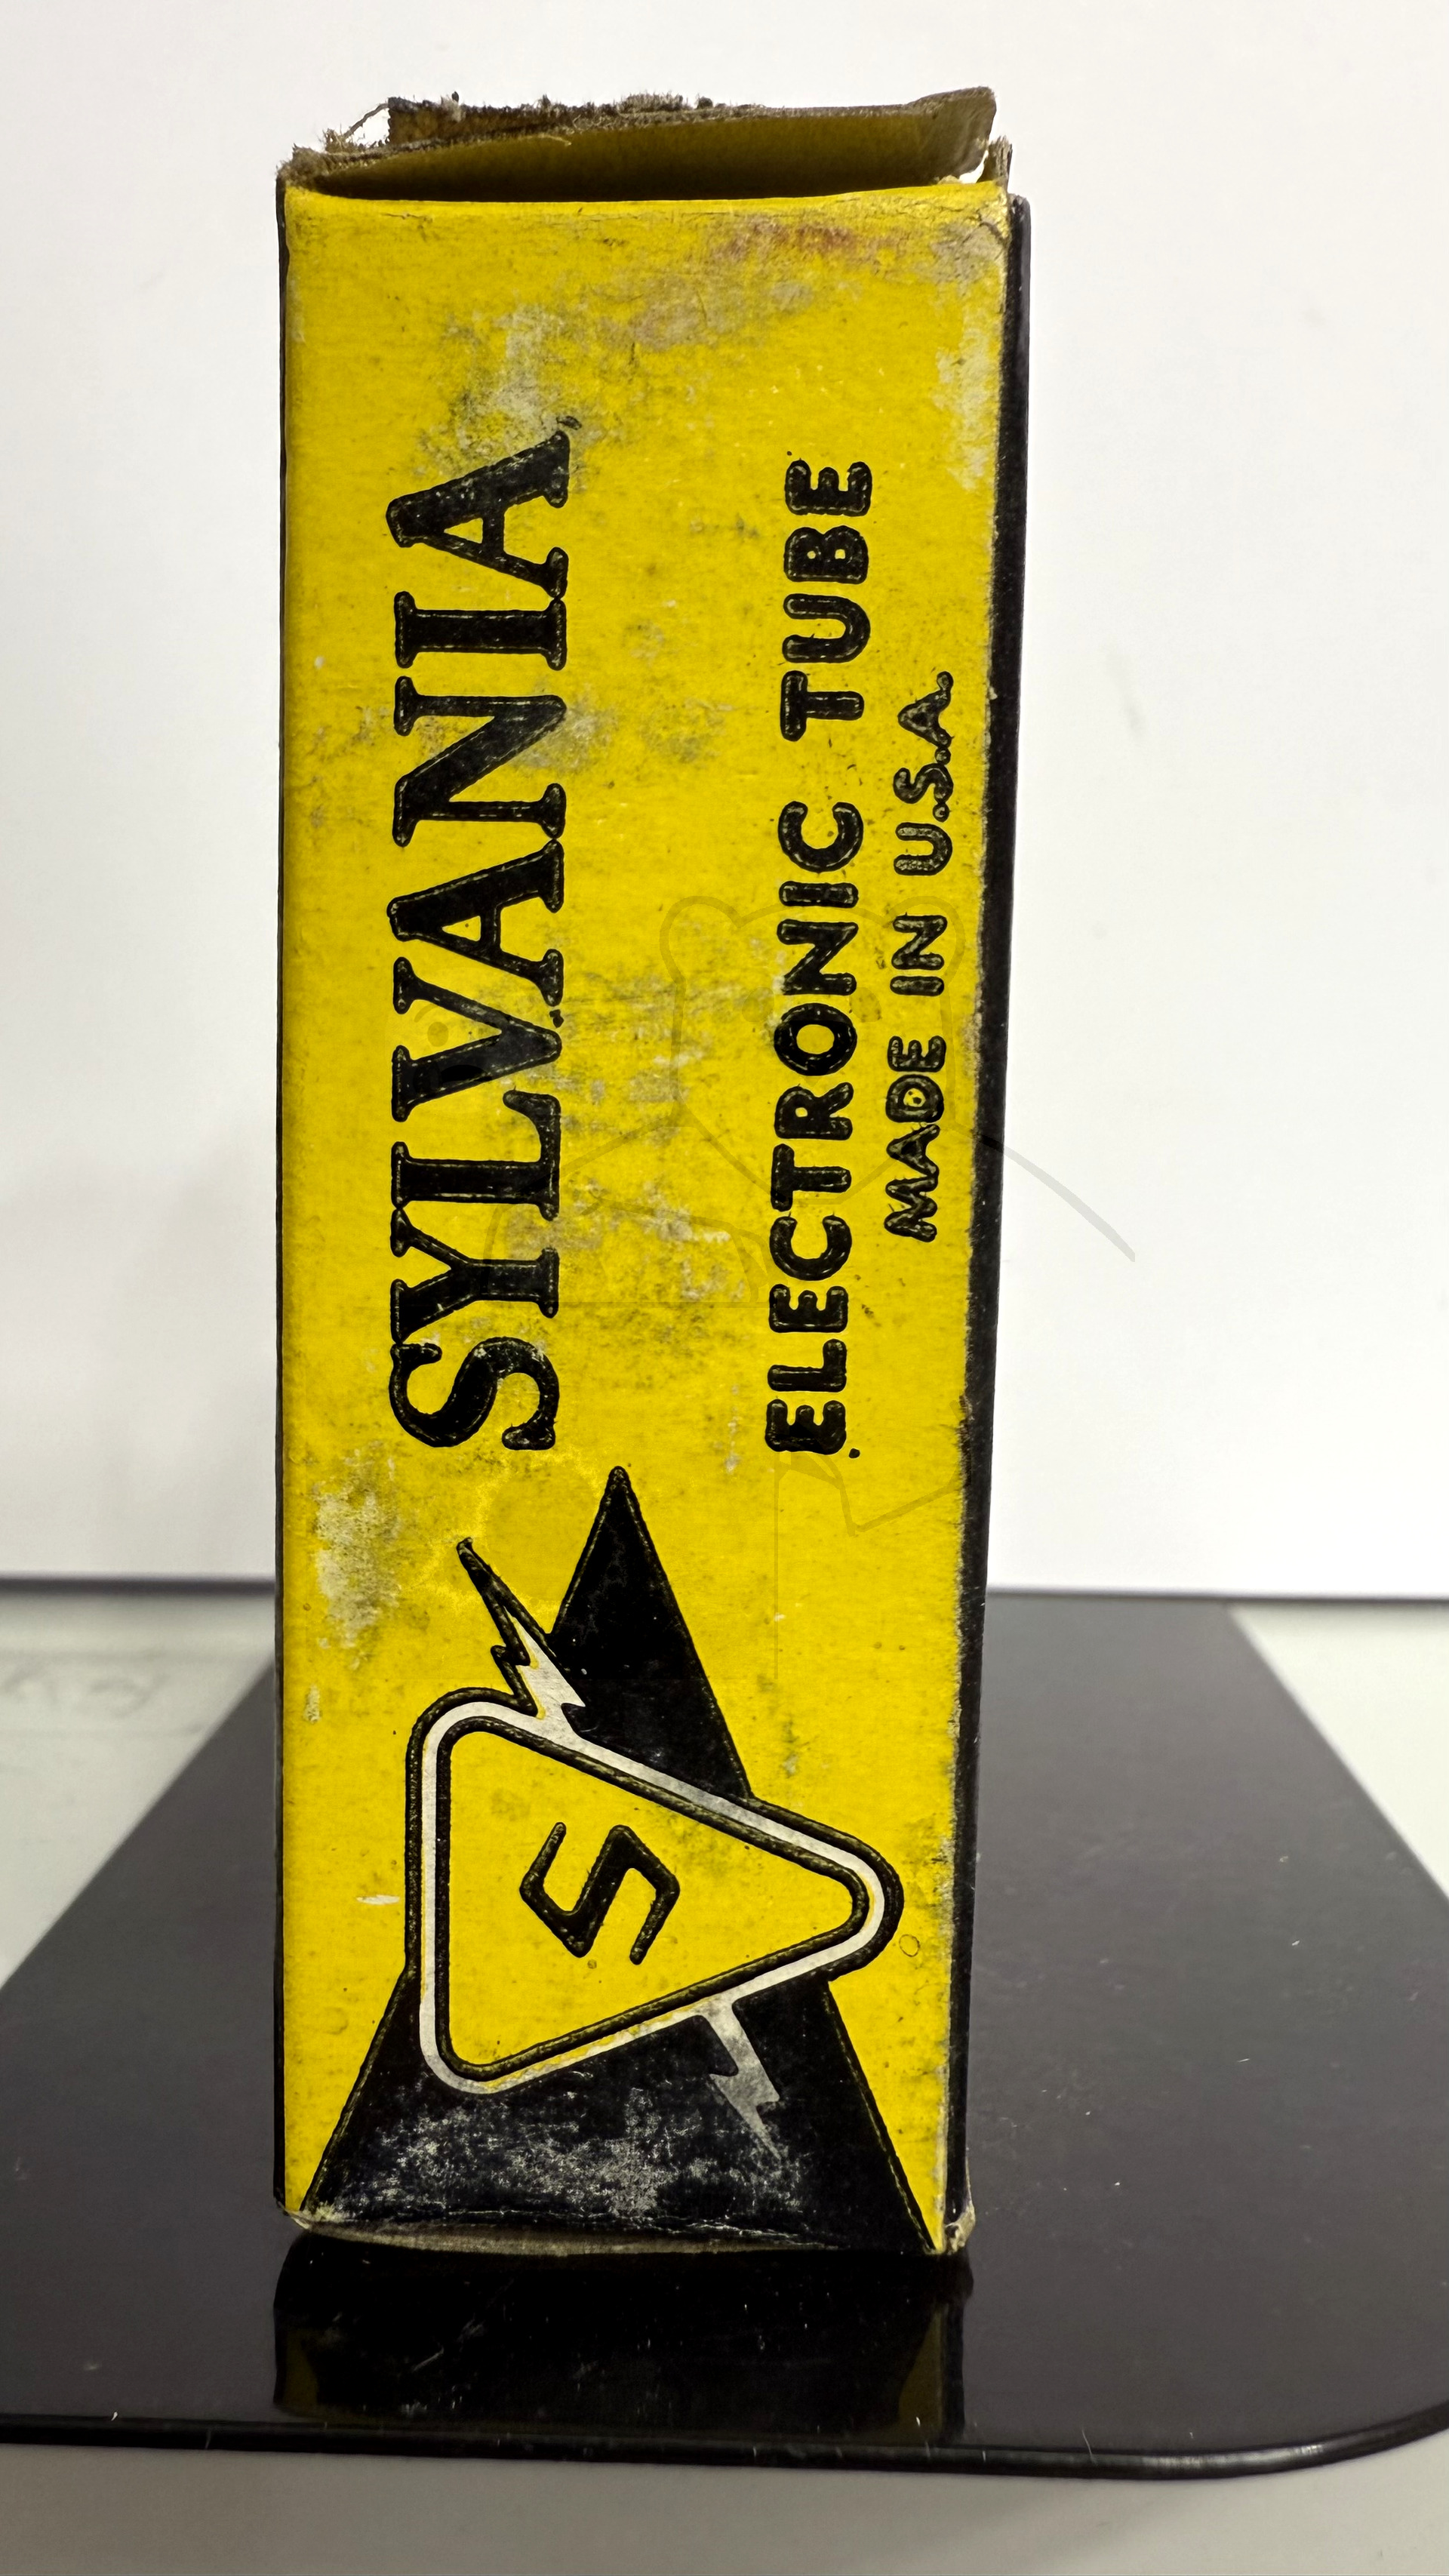 SYLVANIA
ELECTRONIC TUBE
MADE IN U.S.A.
S